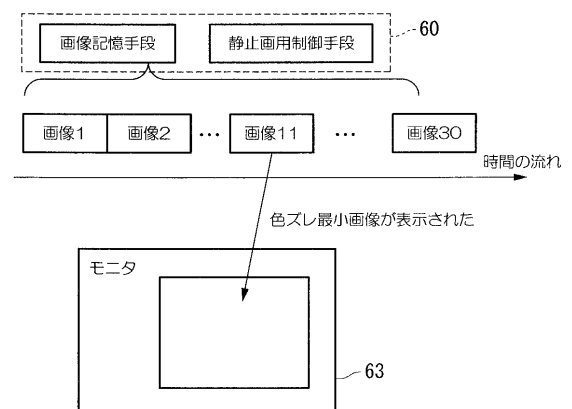 画像記憶手段 静止画用制御手段 60
画像1 画像2 ... 画像11 ... 画像30
時間の流れ
色ズレ最小画像が表示された
モニタ
63